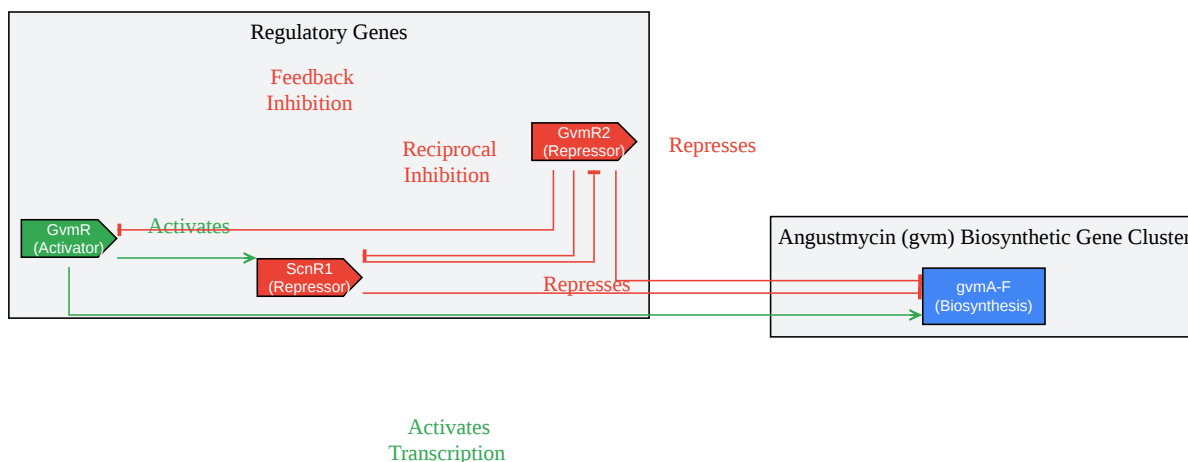 Regulatory Genes
Feedback
Inhibition
GvmR2
(Repressor)
Reciprocal
Inhibition
Represses
GvmR
(Activator)
Activates
Angustmycin (gvm) Biosynthetic Gene Cluster
ScnR1
(Repressor)
Represses
gvmA-F
(Biosynthesis)
Activates
Transcription